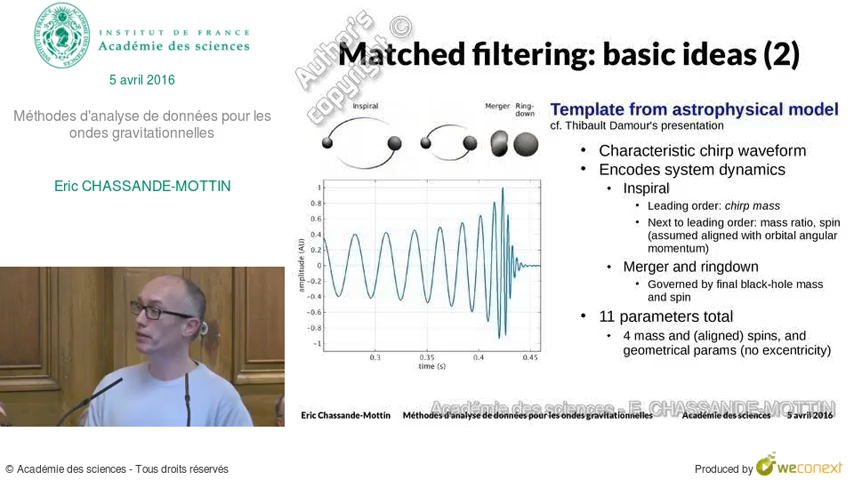 INSTITUT DE FRANCE
Académie des sciences
5 avril 2016
Méthodes d'analyse de données pour les
ondes gravitationnelles
Eric CHASSANDE-MOTTIN
Author's
copyright ©
Matched filtering: basic ideas (2)
Inspiral
Merger
Ring-
down
amplitude (AU)
1
0.8
0.6
0.4
0.2
0
−0.2
−0.4
−0.6
−0.8
−1
0.3
0.35
0.4
0.45
time (s)
Template from astrophysical model
cf. Thibault Damour's presentation
• Characteristic chirp waveform
• Encodes system dynamics
• Inspiral
• Leading order: chirp mass
• Next to leading order: mass ratio, spin
(assumed aligned with orbital angular
momentum)
• Merger and ringdown
• Governed by final black-hole mass
and spin
• 11 parameters total
• 4 mass and (aligned) spins, and
geometrical params (no excentricity)
Académie des sciences - E. CHASSANDE-MOTTIN
Eric Chassande-Mottin Méthodes d'analyse de données pour les ondes gravitationnelles Académie des sciences 5 avril 2016
© Académie des sciences - Tous droits réservés
Produced by weconext